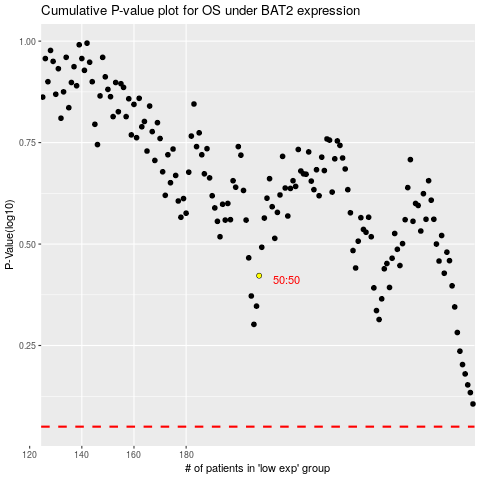 Cumulative P-value plot for OS under BAT2 expression
1.00
0.75
0.50
0.25
P-Value(log10)
50:50
120 140 160 180
# of patients in 'low exp' group